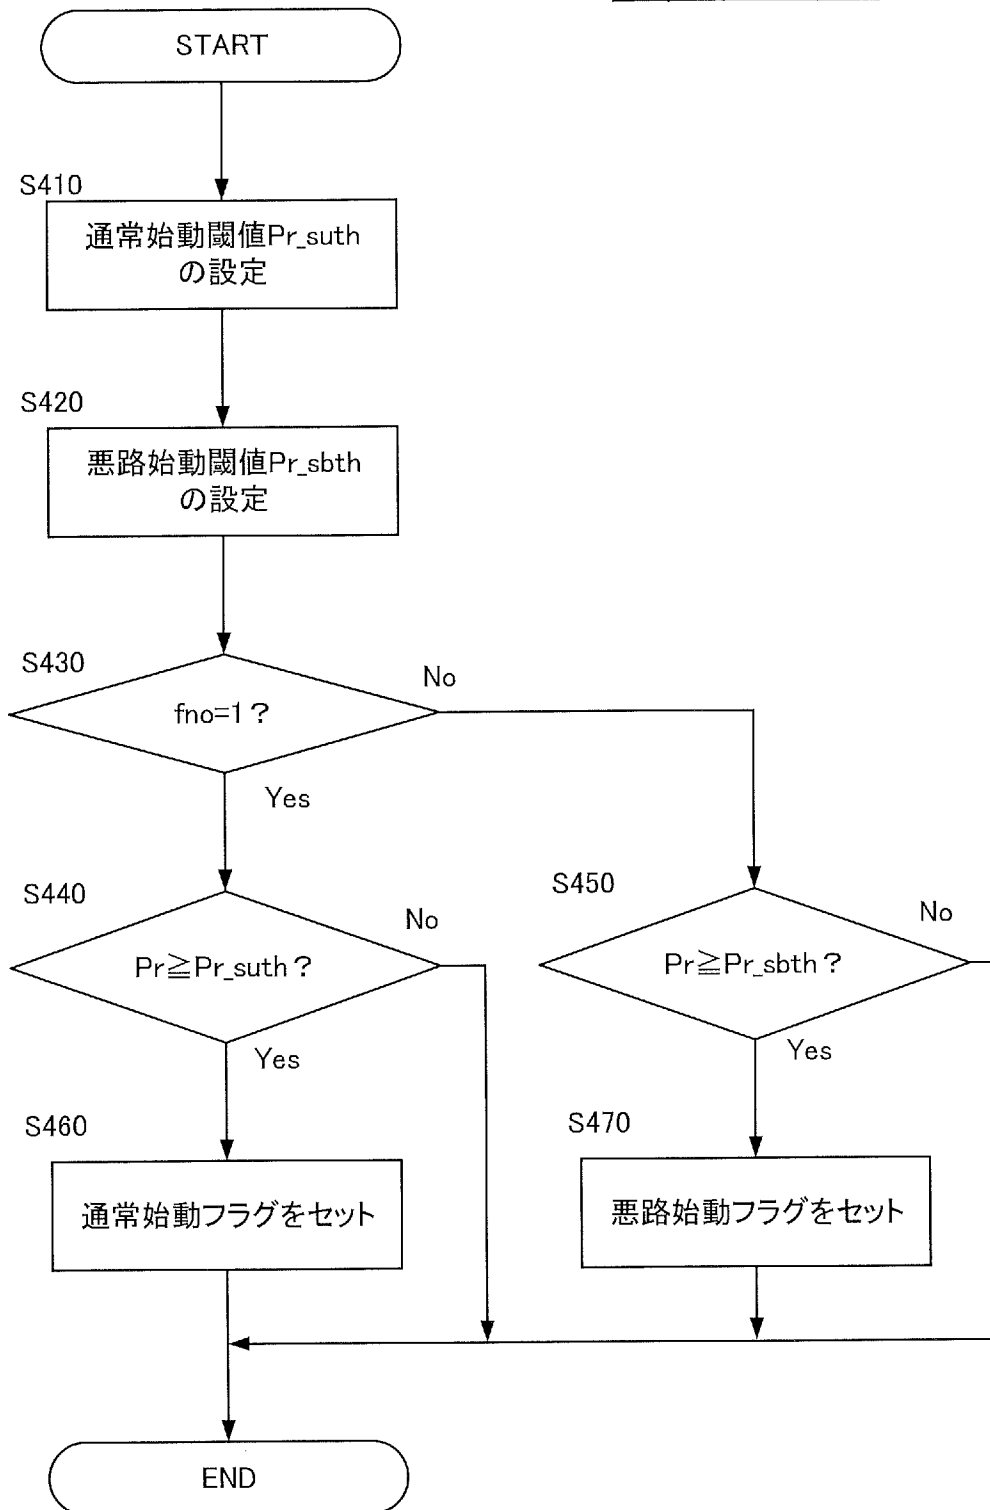 START
S410
通常始動閾値Pr_suth
の設定
S420
悪路始動閾値Pr_sbth
の設定
S430
fno=1？
No
Yes
S440
Pr≧Pr_suth？
No
Yes
S450
Pr≧Pr_sbth？
No
Yes
S460
通常始動フラグをセット
S470
悪路始動フラグをセット
END